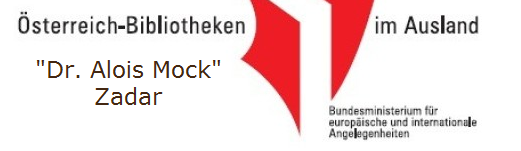 Österreich-Bibliotheken im Ausland
"Dr. Alois Mock"
Zadar
Bundesministerium für
europäische und internationale
Angelegenheiten